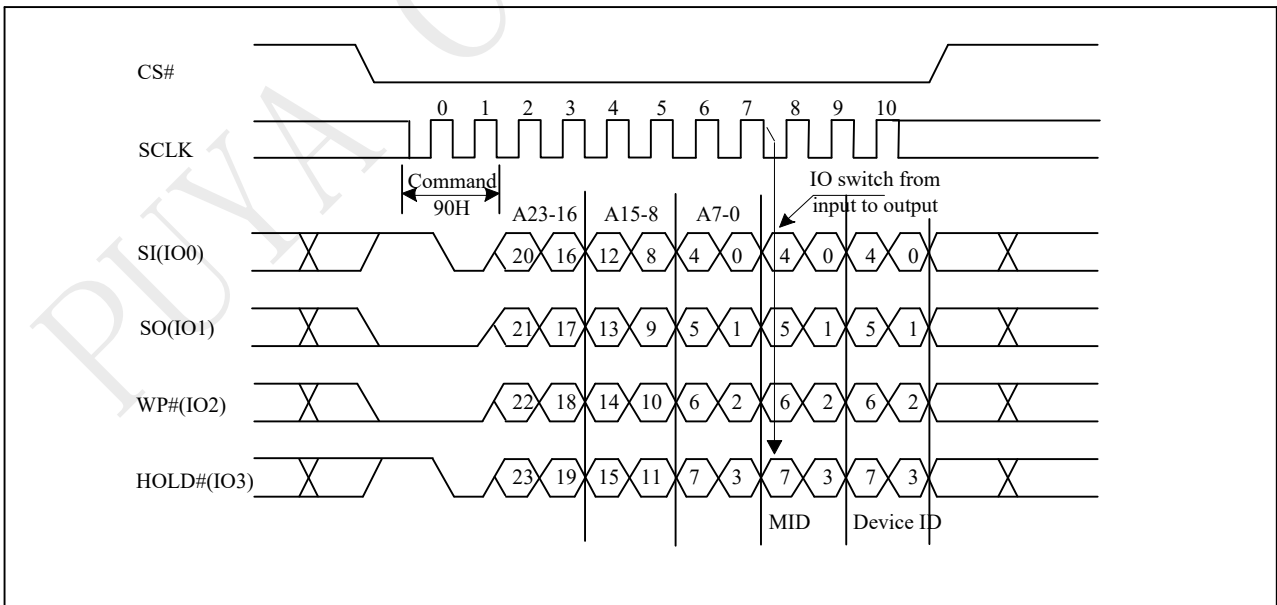 PUYA
CS#
0 1 2 3 4 5 6 7 8 9 10
SCLK
Command
90H
IO switch from
input to output
A23-16 A15-8 A7-0
SI(IO0) 20 16 12 8 4 0 4 0 4 0
SO(IO1) 21 17 13 9 5 1 5 1 5 1
WP#(IO2) 22 18 14 10 6 2 6 2 6 2
HOLD#(IO3) 23 19 15 11 7 3 7 3 7 3
MID Device ID